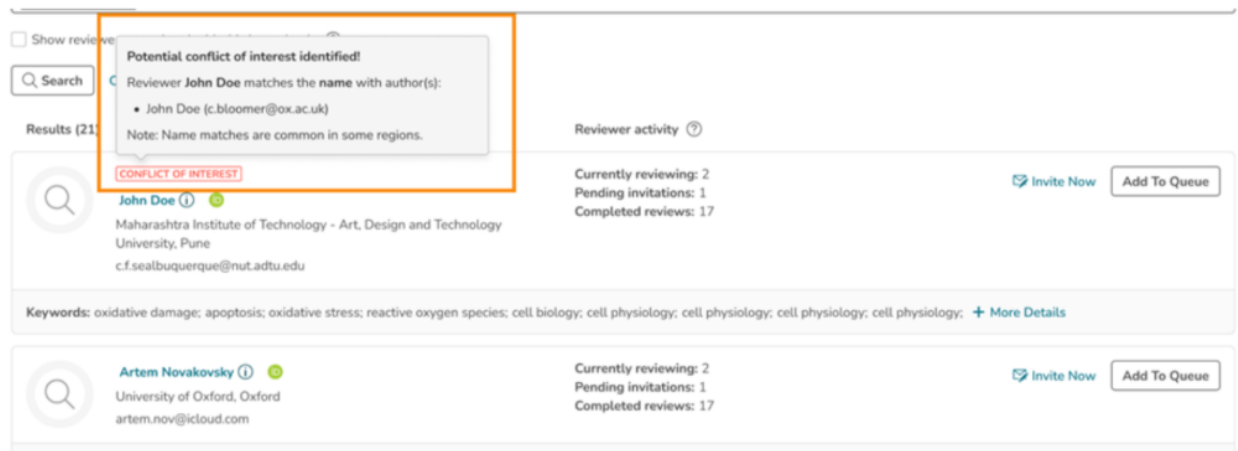 Show reviewe
Potential conflict of interest identified!
Reviewer John Doe matches the name with author(s):
• John Doe (c.bloomer@ox.ac.uk)
Note: Name matches are common in some regions.
Search
Results (21)
Reviewer activity ?
CONFLICT OF INTEREST
John Doe i iD
Maharashtra Institute of Technology - Art, Design and Technology
University, Pune
c.f.sealbuquerque@nut.adtu.edu
Currently reviewing: 2
Pending invitations: 1
Completed reviews: 17
Invite Now
Add To Queue
Keywords: oxidative damage; apoptosis; oxidative stress; reactive oxygen species; cell biology; cell physiology; cell physiology; cell physiology; cell physiology; + More Details
Artem Novakovsky i iD
University of Oxford, Oxford
artem.nov@icloud.com
Currently reviewing: 2
Pending invitations: 1
Completed reviews: 17
Invite Now
Add To Queue